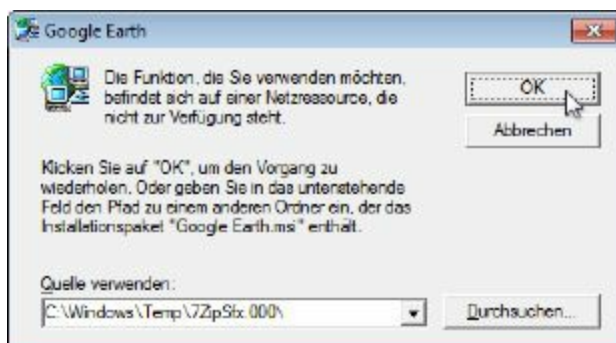 Google Earth
Die Funktion, die Sie verwenden möchten,
befindet sich auf einer Netzressource, die
nicht zur Verfügung steht.
OK
Abbrechen
Klicken Sie auf "OK", um den Vorgang zu
wiederholen. Oder geben Sie in das untenstehende
Feld den Pfad zu einem anderen Ordner ein, der das
Installationspaket "Google Earth.msi" enthält.
Quelle verwenden:
C:\Windows\Temp\7ZipSfx.000\
Durchsuchen...